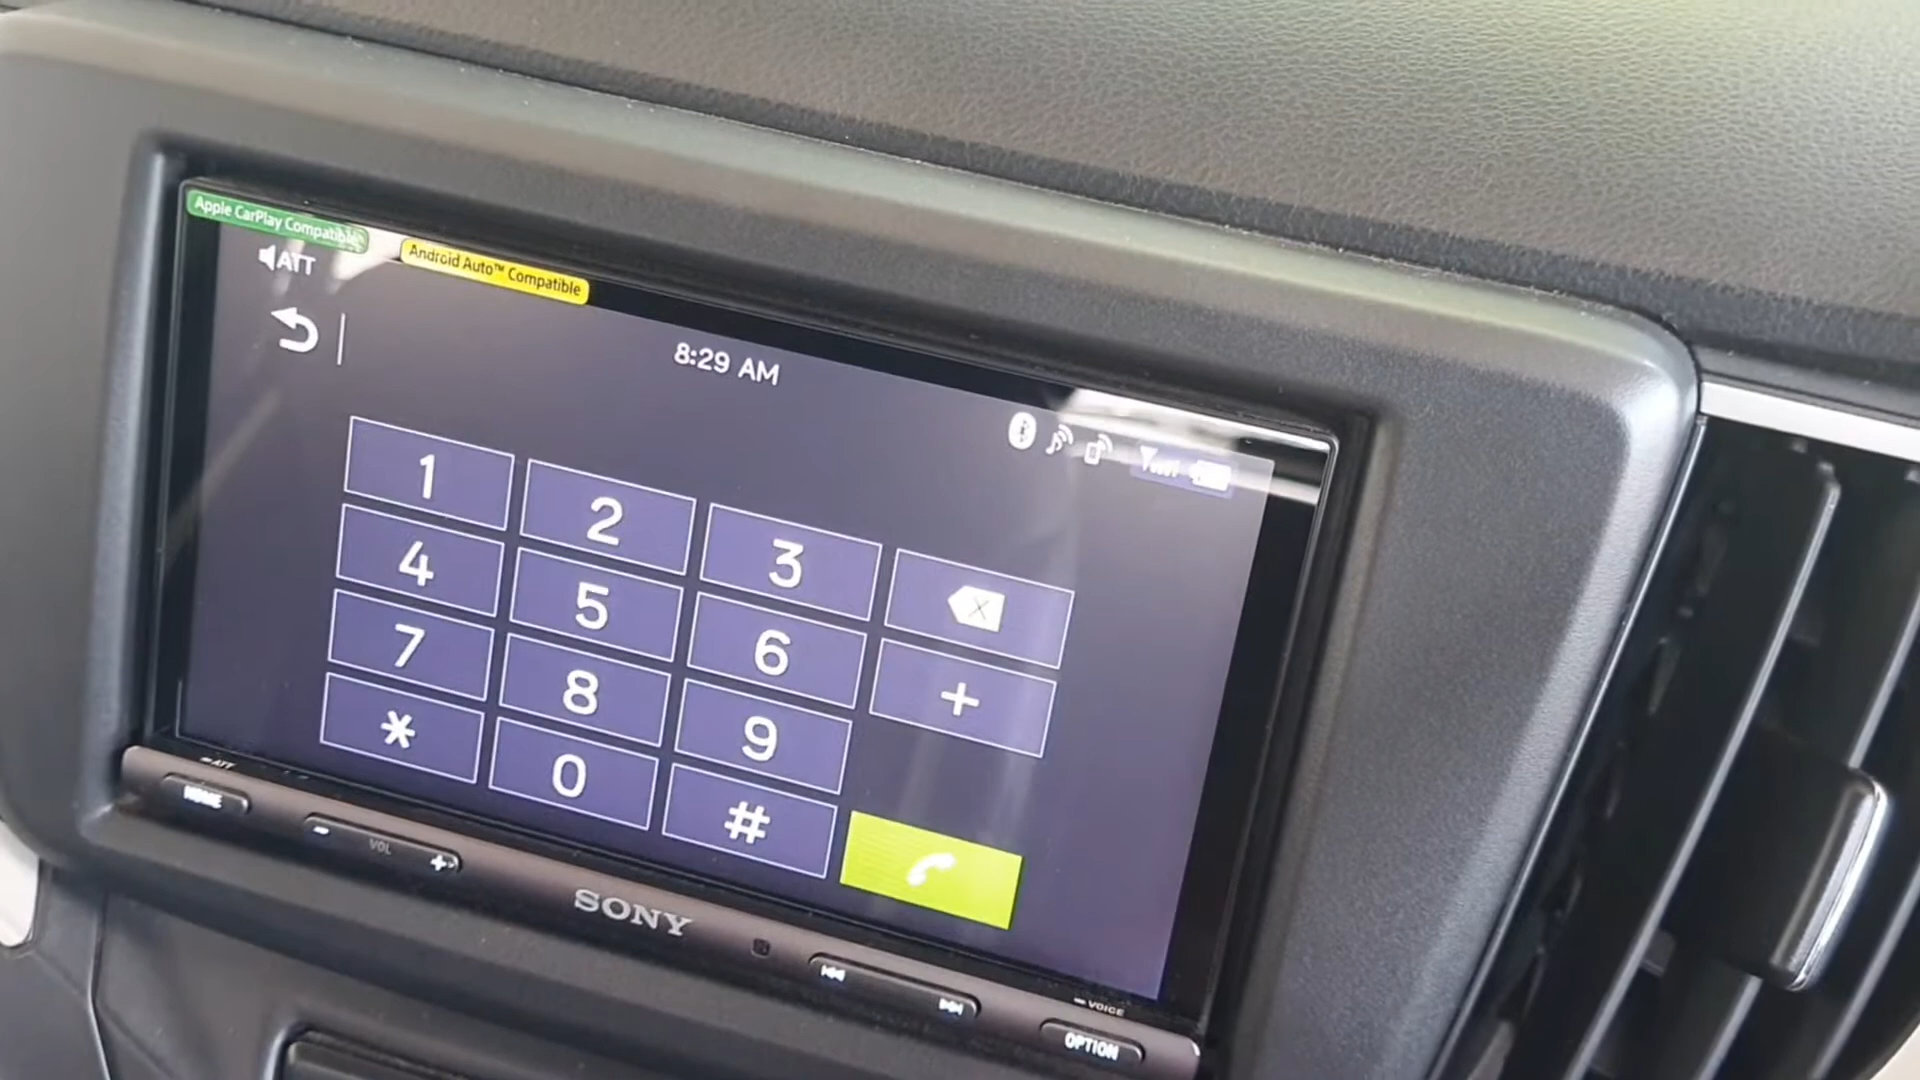 Apple CarPlay Compatible
Android Auto™ Compatible
ATT
8:29 AM
1 2 3
4 5 6 +
7 8 9
* 0 #
ATT
HOME
- VOL +
SONY
VOICE
OPTION